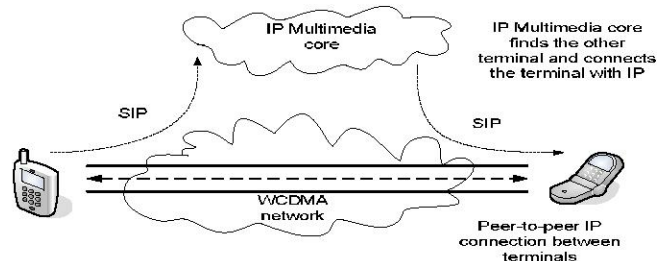 IP Multimedia
core
IP Multimedia core
finds the other
terminal and connects
the terminal with IP
SIP
SIP
WCDMA
network
Peer-to-peer IP
connection between
terminals